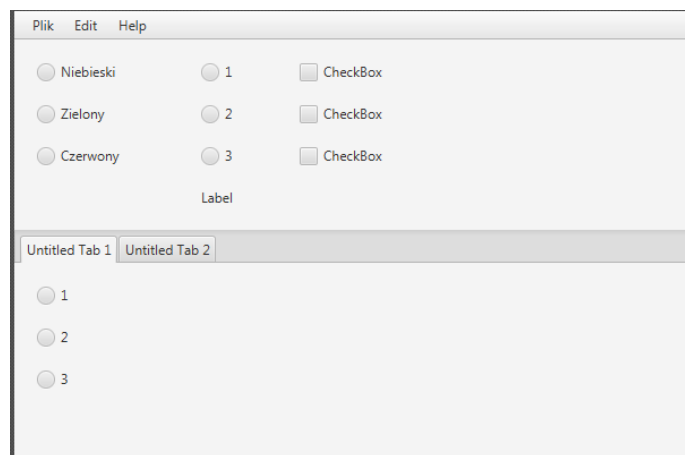 Plik Edit Help
Niebieski 1 CheckBox
Zielony 2 CheckBox
Czerwony 3 CheckBox
Label
Untitled Tab 1 Untitled Tab 2
1
2
3